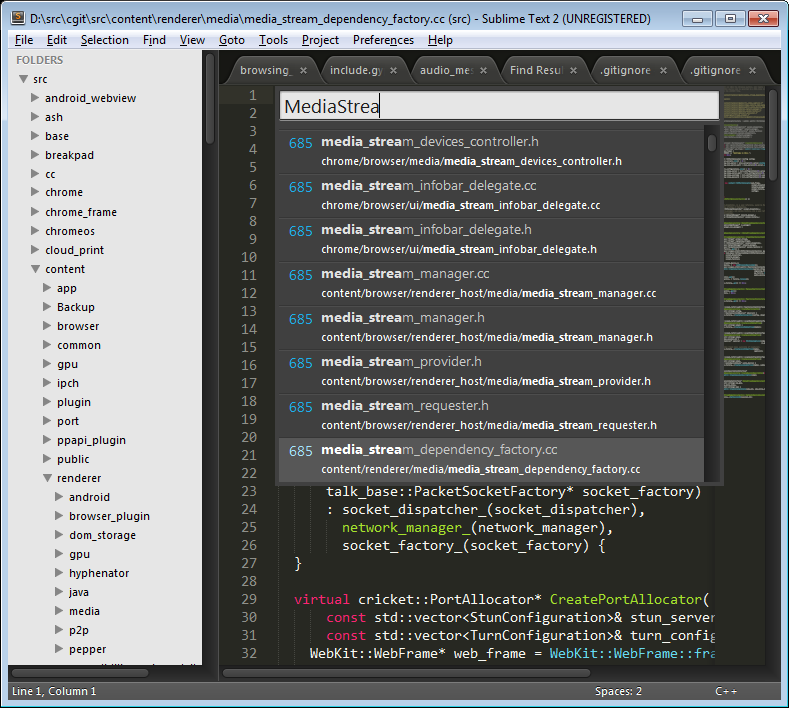 D:\src\cgit\src\content\renderer\media\media_stream_dependency_factory.cc (src) - Sublime Text 2 (UNREGISTERED)
File Edit Selection Find View Goto Tools Project Preferences Help
FOLDERS
src
android_webview
ash
base
breakpad
cc
chrome
chrome_frame
chromeos
cloud_print
content
app
Backup
browser
common
gpu
ipch
plugin
port
ppapi_plugin
public
renderer
android
browser_plugin
dom_storage
gpu
hyphenator
java
media
p2p
pepper
browsing_ × include.gy × audio_me × Find Resu × .gitignore × .gitignore ×
MediaStrea
685 media_stream_devices_controller.h
chrome/browser/media/media_stream_devices_controller.h
685 media_stream_infobar_delegate.cc
chrome/browser/ui/media_stream_infobar_delegate.cc
685 media_stream_infobar_delegate.h
chrome/browser/ui/media_stream_infobar_delegate.h
685 media_stream_manager.cc
content/browser/renderer_host/media/media_stream_manager.cc
685 media_stream_manager.h
content/browser/renderer_host/media/media_stream_manager.h
685 media_stream_provider.h
content/browser/renderer_host/media/media_stream_provider.h
685 media_stream_requester.h
content/browser/renderer_host/media/media_stream_requester.h
685 media_stream_dependency_factory.cc
content/renderer/media/media_stream_dependency_factory.cc
1
2
3
4
5
6
7
8
9
10
11
12
13
14
15
16
17
18
19
20
21
22
23 talk_base::PacketSocketFactory* socket_factory)
24 : socket_dispatcher_(socket_dispatcher),
25 network_manager_(network_manager),
26 socket_factory_(socket_factory) {
27 }
28
29 virtual cricket::PortAllocator* CreatePortAllocator(
30 const std::vector<StunConfiguration>& stun_server
31 const std::vector<TurnConfiguration>& turn_config
32 WebKit::WebFrame* web_frame = WebKit::WebFrame::fra
Line 1, Column 1 Spaces: 2 C++